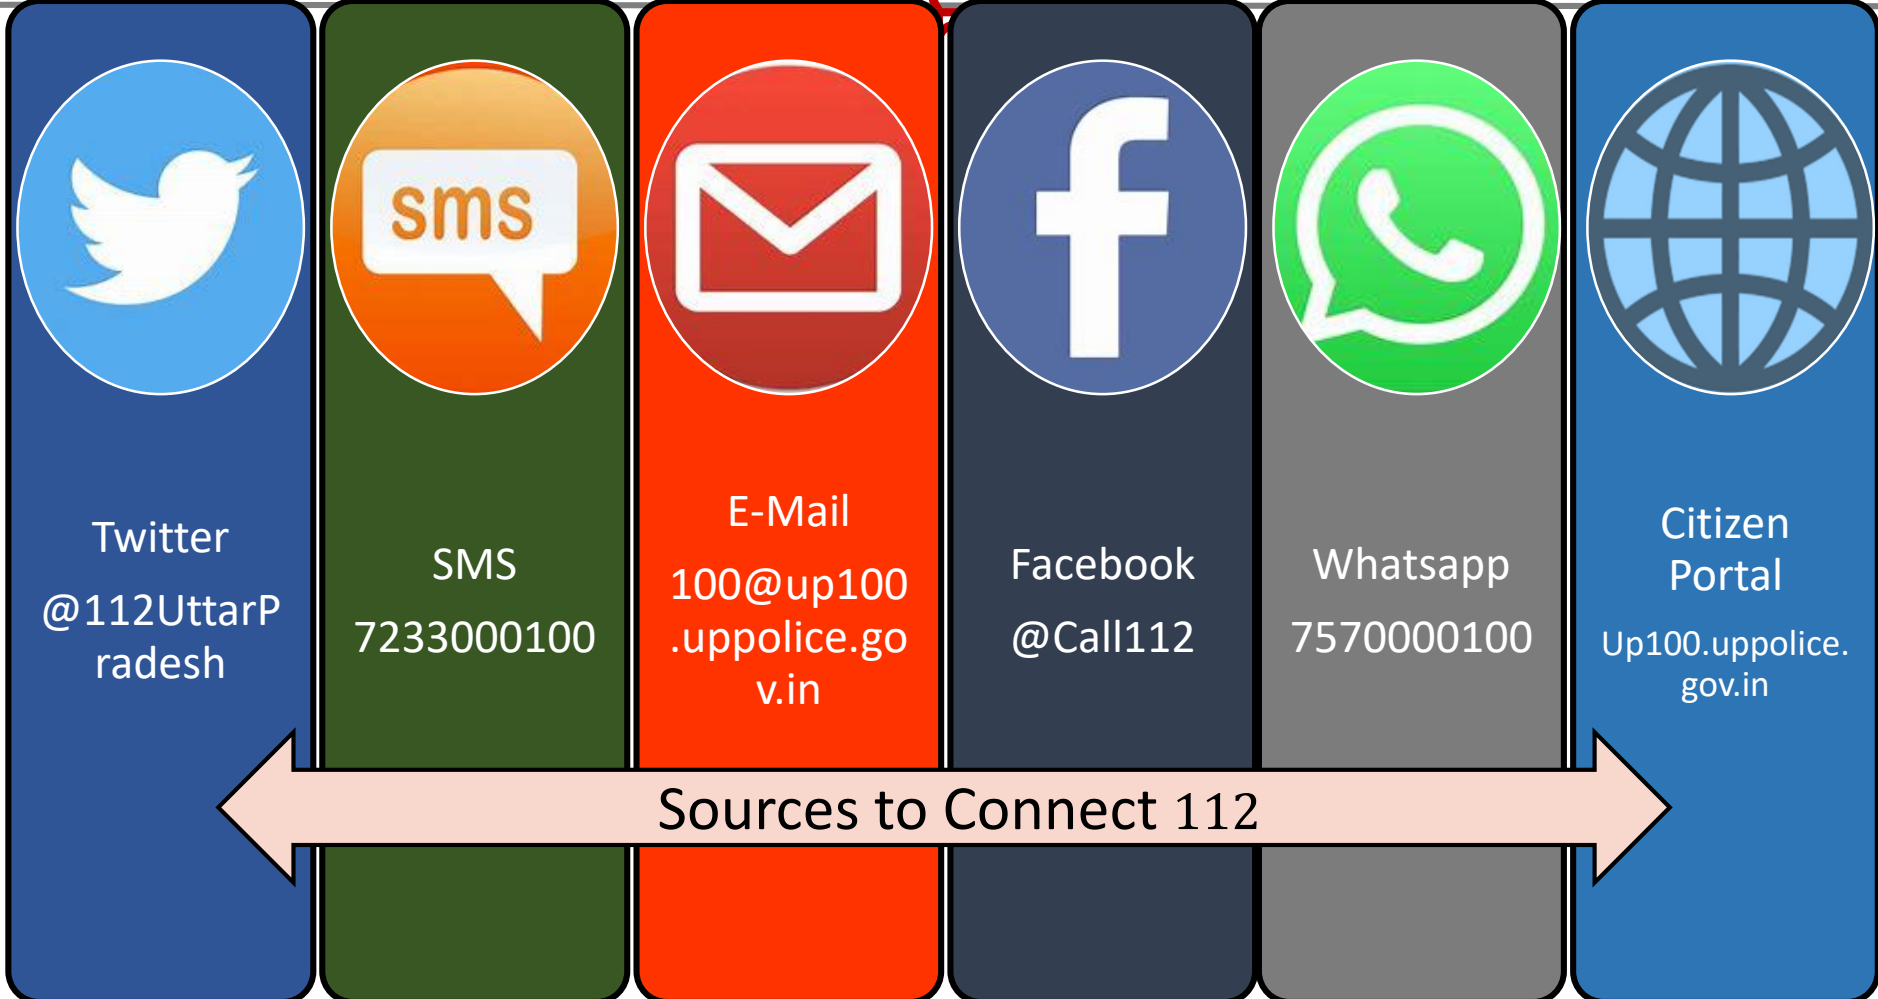 sms
Twitter
@112UttarP
radesh
SMS
7233000100
E-Mail
100@up100
.uppolice.go
v.in
Facebook
@Call112
Whatsapp
7570000100
Citizen
Portal
Up100.uppolice.
gov.in
Sources to Connect 112